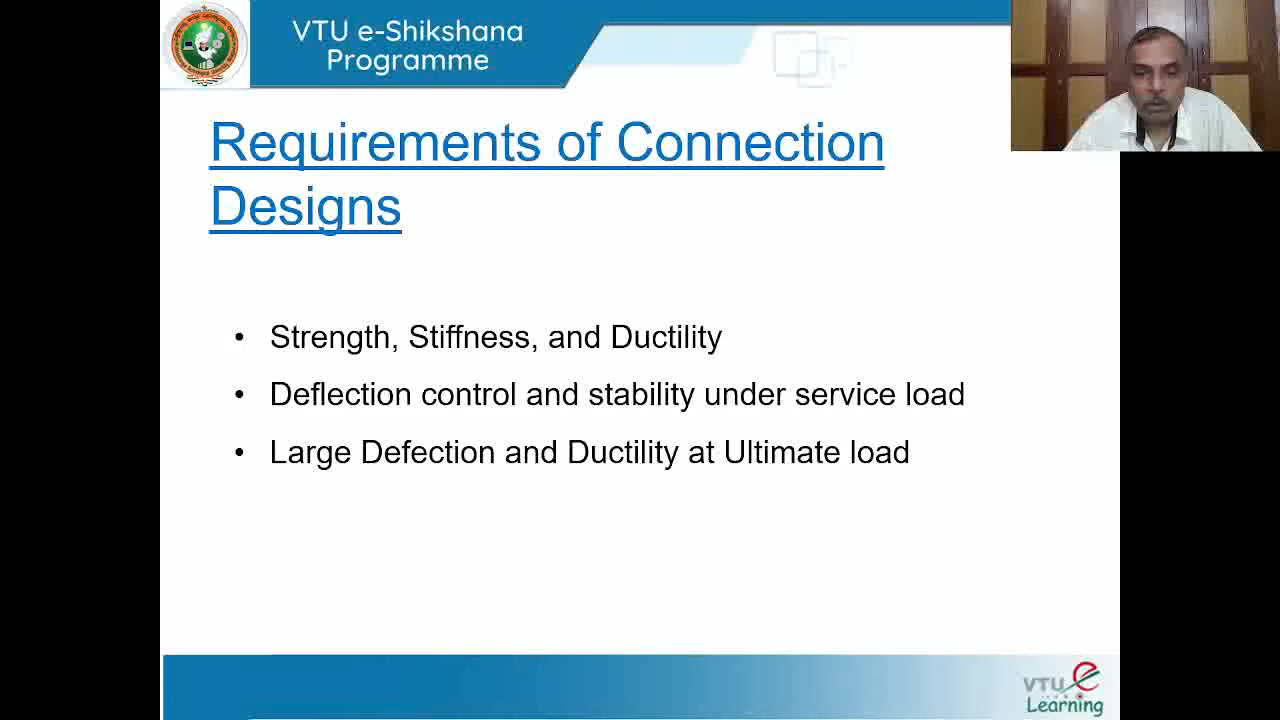 VTU e-Shikshana
Programme
Requirements of Connection
Designs
• Strength, Stiffness, and Ductility
• Deflection control and stability under service load
• Large Defection and Ductility at Ultimate load
VTU e
Learning